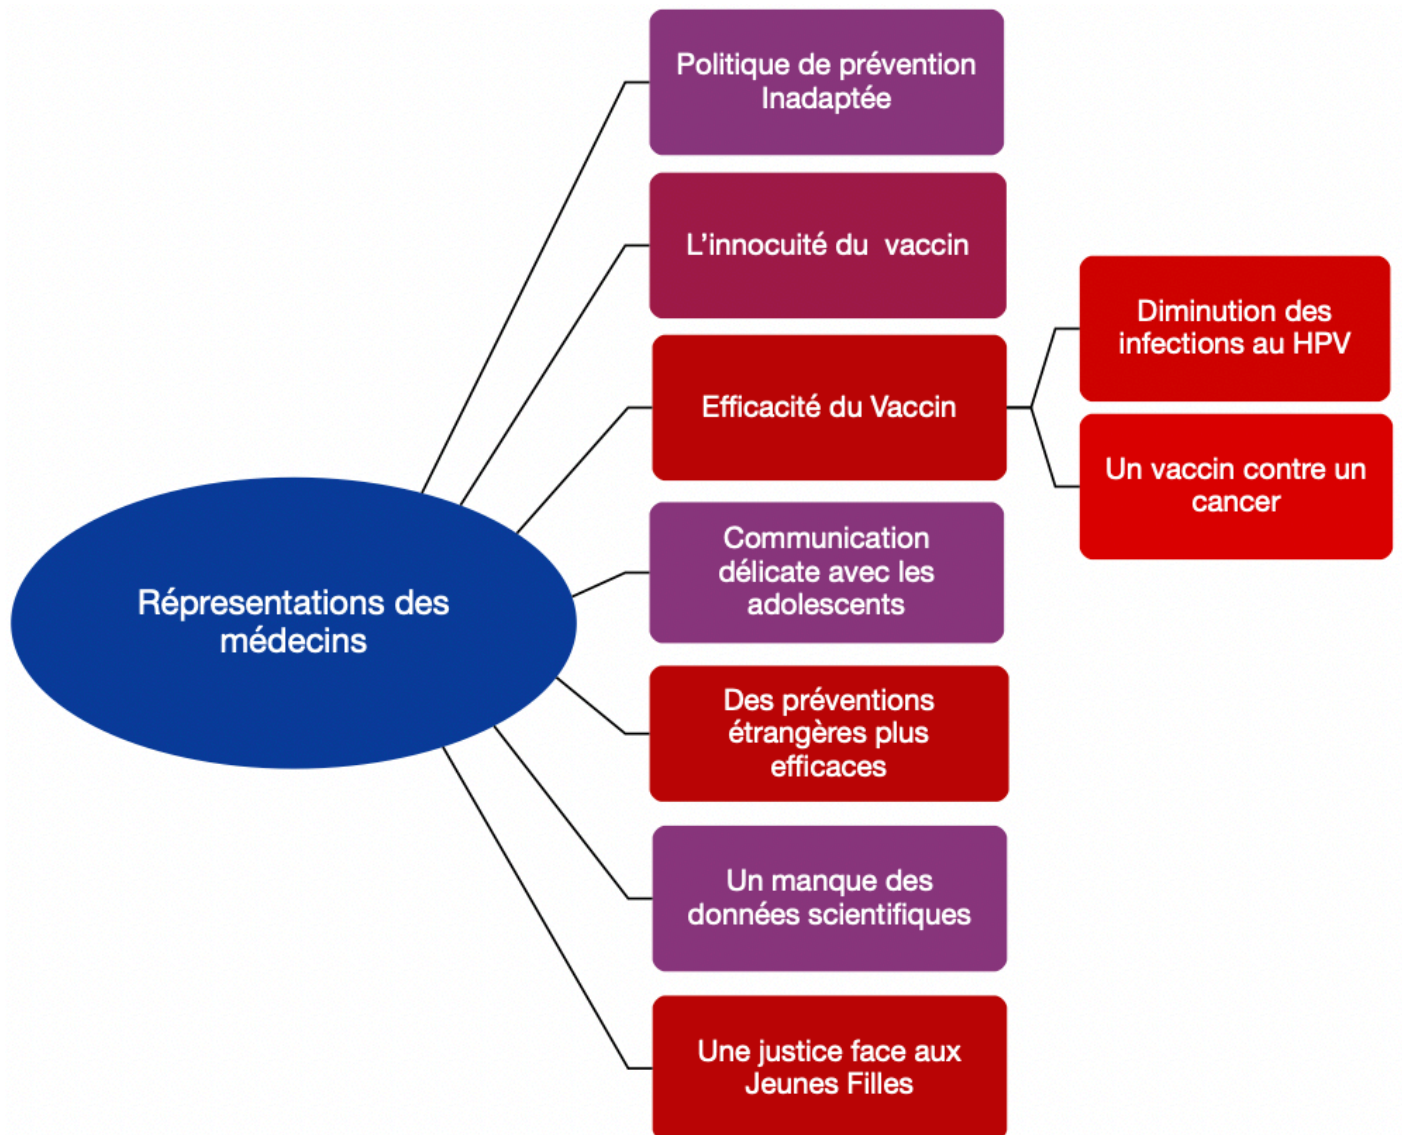 Politique de prévention
Inadaptée
L’innocuité du  vaccin
Diminution des
infections au HPV
Efficacité du Vaccin
Un vaccin contre un
cancer
Communication
délicate avec les
adolescents
Répresentations des
médecins
Des préventions
étrangères plus
efficaces
Un manque des
données scientifiques
Une justice face aux
Jeunes Filles